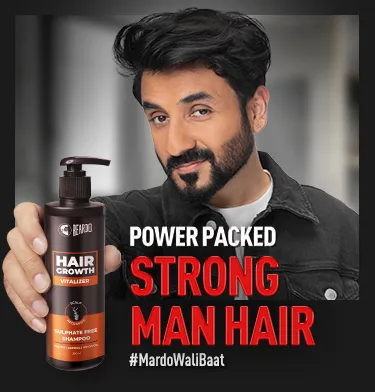 BEARDO
HAIR
GROWTH
VITALIZER
SULPHATE FREE
SHAMPOO
POWER PACKED
STRONG
MAN HAIR
#MardoWaliBaat